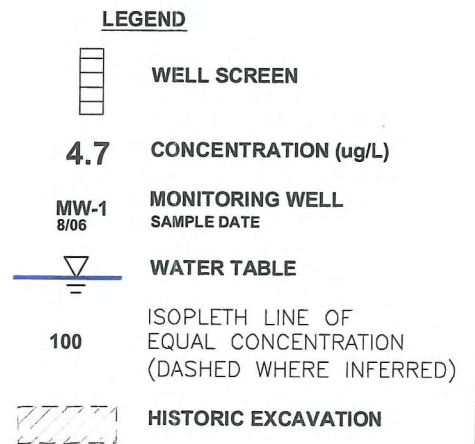 LEGEND
WELL SCREEN
4.7 CONCENTRATION (ug/L)
MW-1 MONITORING WELL
8/06 SAMPLE DATE
WATER TABLE
ISOPLETH LINE OF
100 EQUAL CONCENTRATION
(DASHED WHERE INFERRED)
HISTORIC EXCAVATION